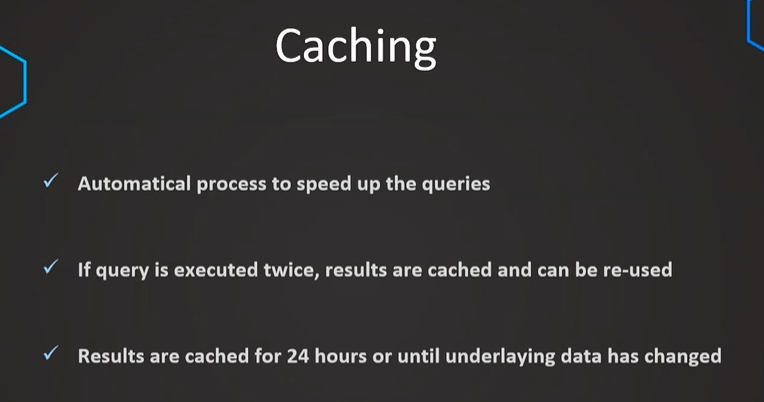 Caching
Automatical process to speed up the queries
If query is executed twice, results are cached and can be re-used
Results are cached for 24 hours or until underlaying data has changed